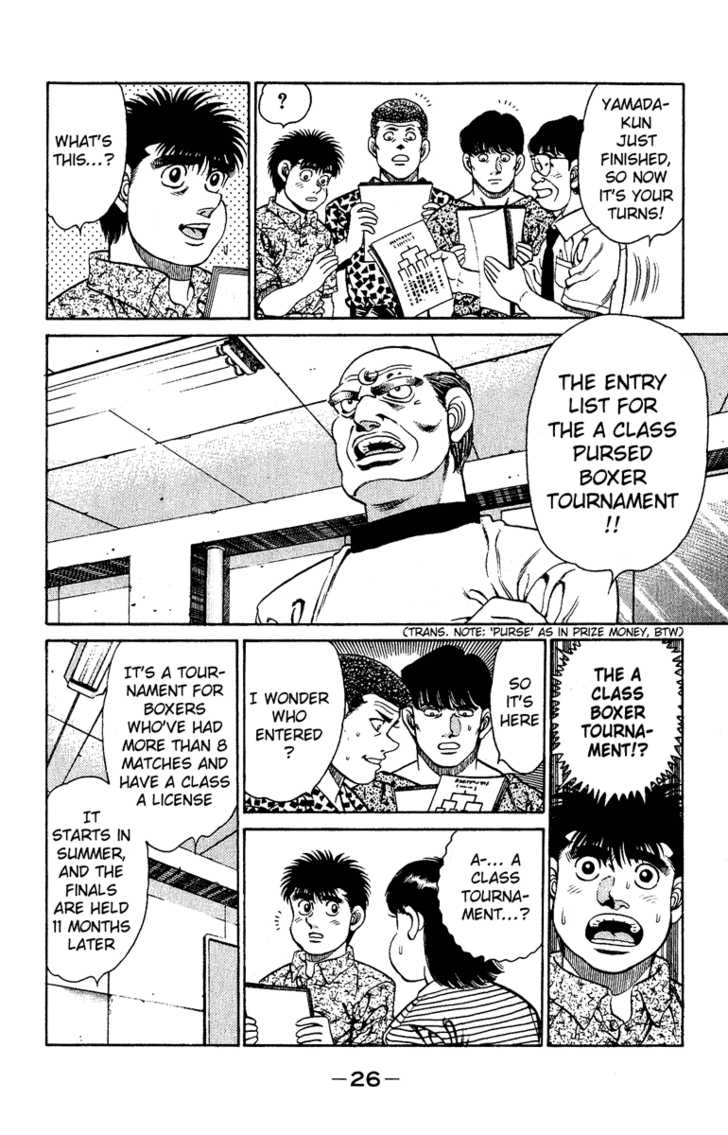 YAMADA-
KUN
JUST
FINISHED,
SO NOW
IT'S YOUR
TURNS!
?
WHAT'S
THIS...?
THE ENTRY
LIST FOR
THE A CLASS
PURSED
BOXER
TOURNAMENT
!!
(TRANS. NOTE: 'PURSE' AS IN PRIZE MONEY, BTW)
THE A
CLASS
BOXER
TOURNA-
MENT!?
SO
IT'S
HERE
I WONDER
WHO
ENTERED
?
A-... A
CLASS
TOURNA-
MENT...?
IT'S A TOUR-
NAMENT FOR
BOXERS
WHO'VE HAD
MORE THAN 8
MATCHES AND
HAVE A CLASS
A LICENSE
IT
STARTS IN
SUMMER,
AND THE
FINALS
ARE HELD
11 MONTHS
LATER
—26—